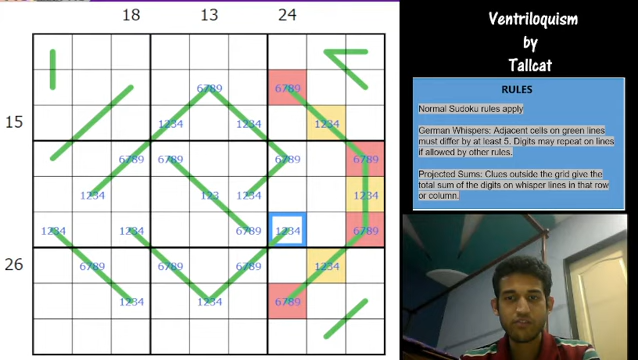 Ventriloquism
by
Tallcat
RULES
Normal Sudoku rules apply
German Whispers: Adjacent cells on green lines
must differ by at least 5. Digits may repeat on lines
if allowed by other rules.
Projected Sums: Clues outside the grid give the
total sum of the digits on whisper lines in that row
or column.
18 13 24
6789 6789
15 1234 1234 1234
6789 6789 6789 6789
1234 123 1234 1234
1234 1234 6789 1234 6789
26 6789 6789 6789 1234
1234 1234 6789